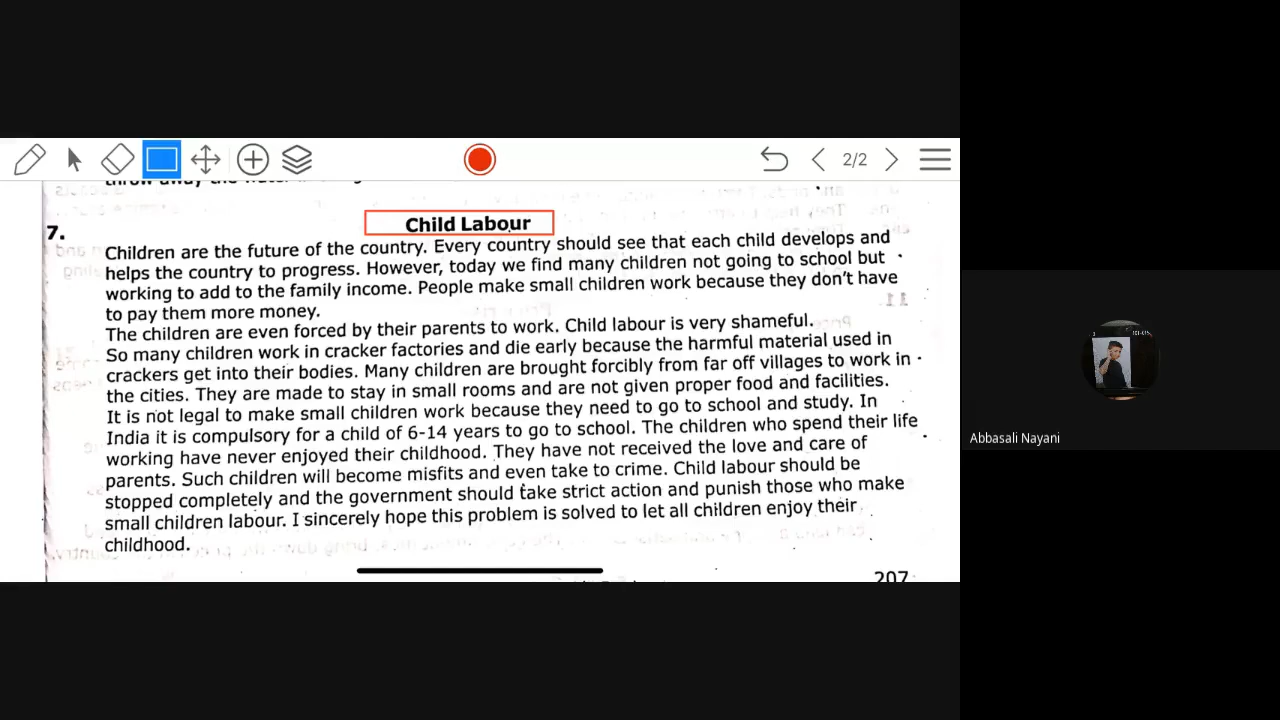 2/2
7.
Child Labour
Children are the future of the country. Every country should see that each child develops and
helps the country to progress. However, today we find many children not going to school but
working to add to the family income. People make small children work because they don't have
to pay them more money.
The children are even forced by their parents to work. Child labour is very shameful.
So many children work in cracker factories and die early because the harmful material used in
crackers get into their bodies. Many children are brought forcibly from far off villages to work in
the cities. They are made to stay in small rooms and are not given proper food and facilities.
It is not legal to make small children work because they need to go to school and study. In
India it is compulsory for a child of 6-14 years to go to school. The children who spend their life
working have never enjoyed their childhood. They have not received the love and care of
parents. Such children will become misfits and even take to crime. Child labour should be
stopped completely and the government should take strict action and punish those who make
small children labour. I sincerely hope this problem is solved to let all children enjoy their
childhood.
207
Abbasali Nayani